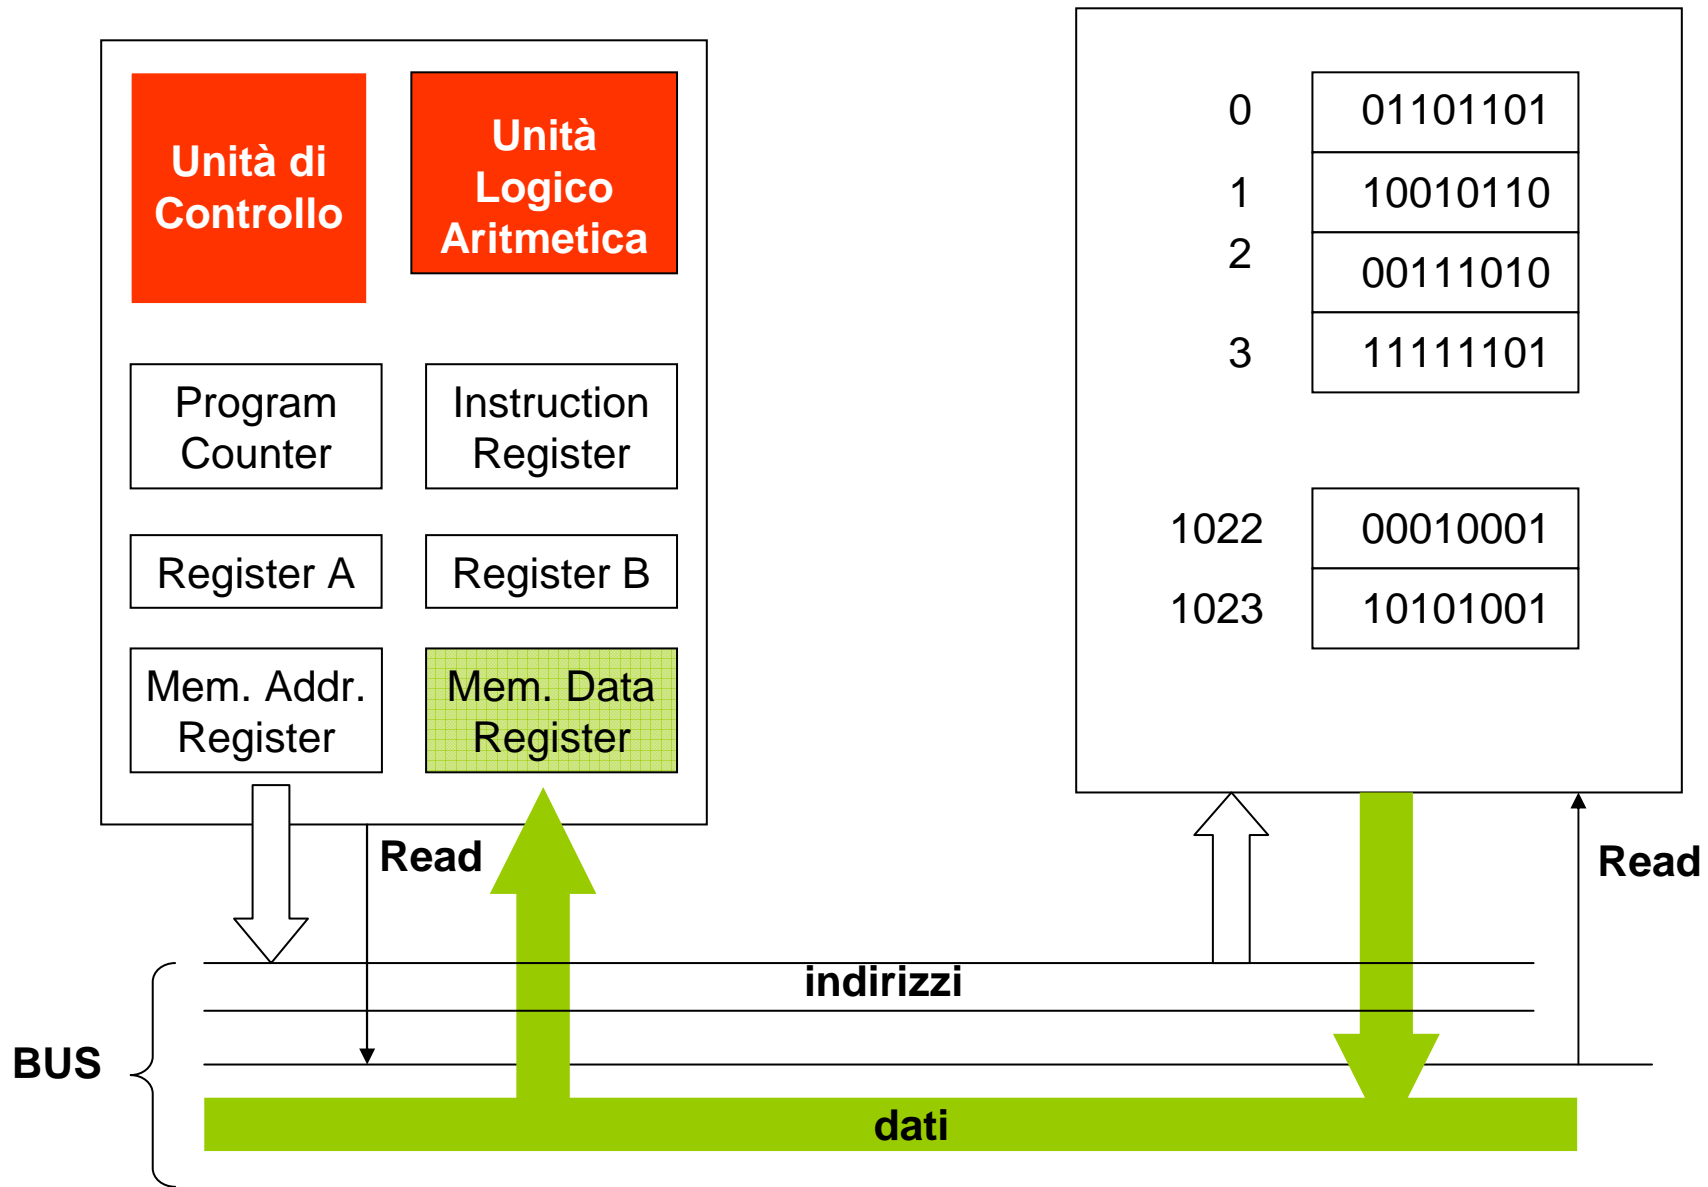 Unità di
Controllo
Unità
Logico
Aritmetica
Program
Counter
Instruction
Register
Register A
Register B
Mem. Addr.
Register
Mem. Data
Register
0 01101101
1 10010110
2 00111010
3 11111101
1022 00010001
1023 10101001
Read
Read
indirizzi
BUS
dati